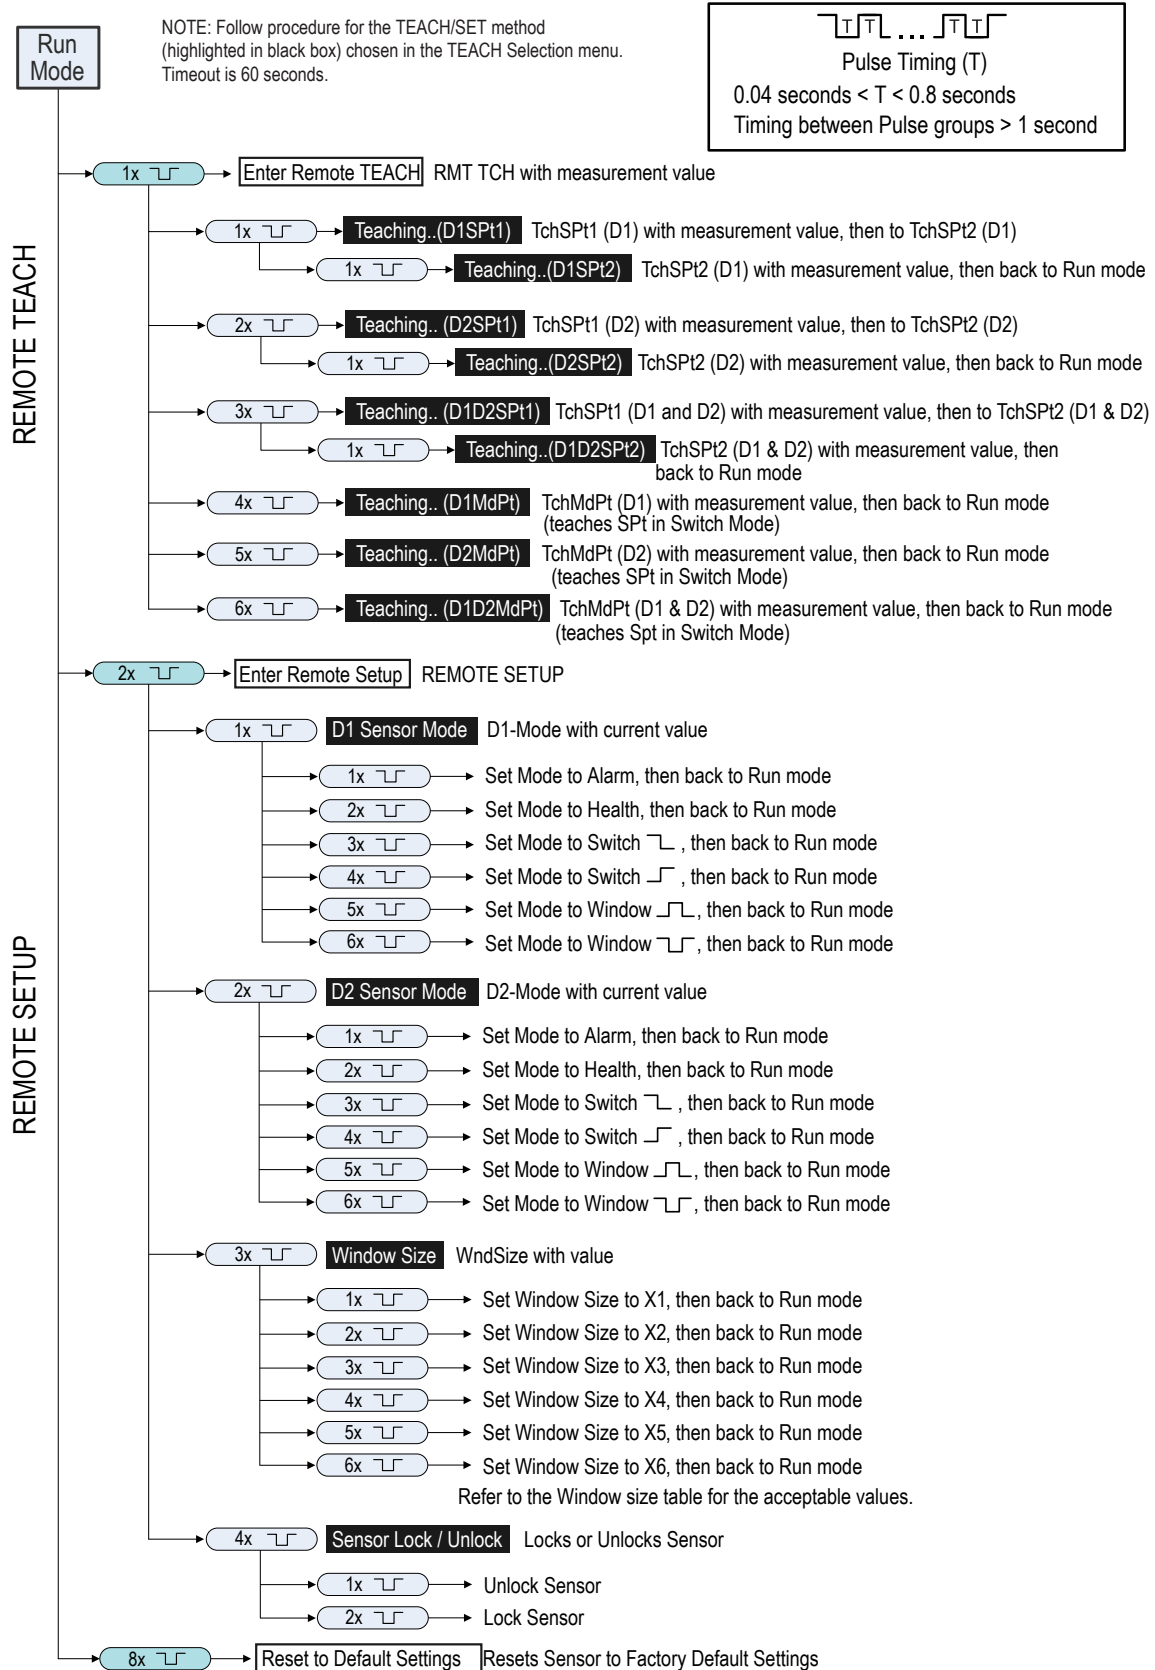 Run
Mode
NOTE: Follow procedure for the TEACH/SET method
(highlighted in black box) chosen in the TEACH Selection menu.
Timeout is 60 seconds.
T T ... T T
Pulse Timing (T)
0.04 seconds < T < 0.8 seconds
Timing between Pulse groups > 1 second
REMOTE TEACH
1x Enter Remote TEACH RMT TCH with measurement value
1x Teaching..(D1SPt1) TchSPt1 (D1) with measurement value, then to TchSPt2 (D1)
1x Teaching..(D1SPt2) TchSPt2 (D1) with measurement value, then back to Run mode
2x Teaching.. (D2SPt1) TchSPt1 (D2) with measurement value, then to TchSPt2 (D2)
1x Teaching..(D2SPt2) TchSPt2 (D2) with measurement value, then back to Run mode
3x Teaching.. (D1D2SPt1) TchSPt1 (D1 and D2) with measurement value, then to TchSPt2 (D1 & D2)
1x Teaching..(D1D2SPt2) TchSPt2 (D1 & D2) with measurement value, then
back to Run mode
4x Teaching.. (D1MdPt) TchMdPt (D1) with measurement value, then back to Run mode
(teaches SPt in Switch Mode)
5x Teaching.. (D2MdPt) TchMdPt (D2) with measurement value, then back to Run mode
(teaches SPt in Switch Mode)
6x Teaching.. (D1D2MdPt) TchMdPt (D1 & D2) with measurement value, then back to Run mode
(teaches Spt in Switch Mode)
REMOTE SETUP
2x Enter Remote Setup REMOTE SETUP
1x D1 Sensor Mode D1-Mode with current value
1x Set Mode to Alarm, then back to Run mode
2x Set Mode to Health, then back to Run mode
3x Set Mode to Switch , then back to Run mode
4x Set Mode to Switch , then back to Run mode
5x Set Mode to Window , then back to Run mode
6x Set Mode to Window , then back to Run mode
2x D2 Sensor Mode D2-Mode with current value
1x Set Mode to Alarm, then back to Run mode
2x Set Mode to Health, then back to Run mode
3x Set Mode to Switch , then back to Run mode
4x Set Mode to Switch , then back to Run mode
5x Set Mode to Window , then back to Run mode
6x Set Mode to Window , then back to Run mode
3x Window Size WndSize with value
1x Set Window Size to X1, then back to Run mode
2x Set Window Size to X2, then back to Run mode
3x Set Window Size to X3, then back to Run mode
4x Set Window Size to X4, then back to Run mode
5x Set Window Size to X5, then back to Run mode
6x Set Window Size to X6, then back to Run mode
Refer to the Window size table for the acceptable values.
4x Sensor Lock / Unlock Locks or Unlocks Sensor
1x Unlock Sensor
2x Lock Sensor
8x Reset to Default Settings Resets Sensor to Factory Default Settings